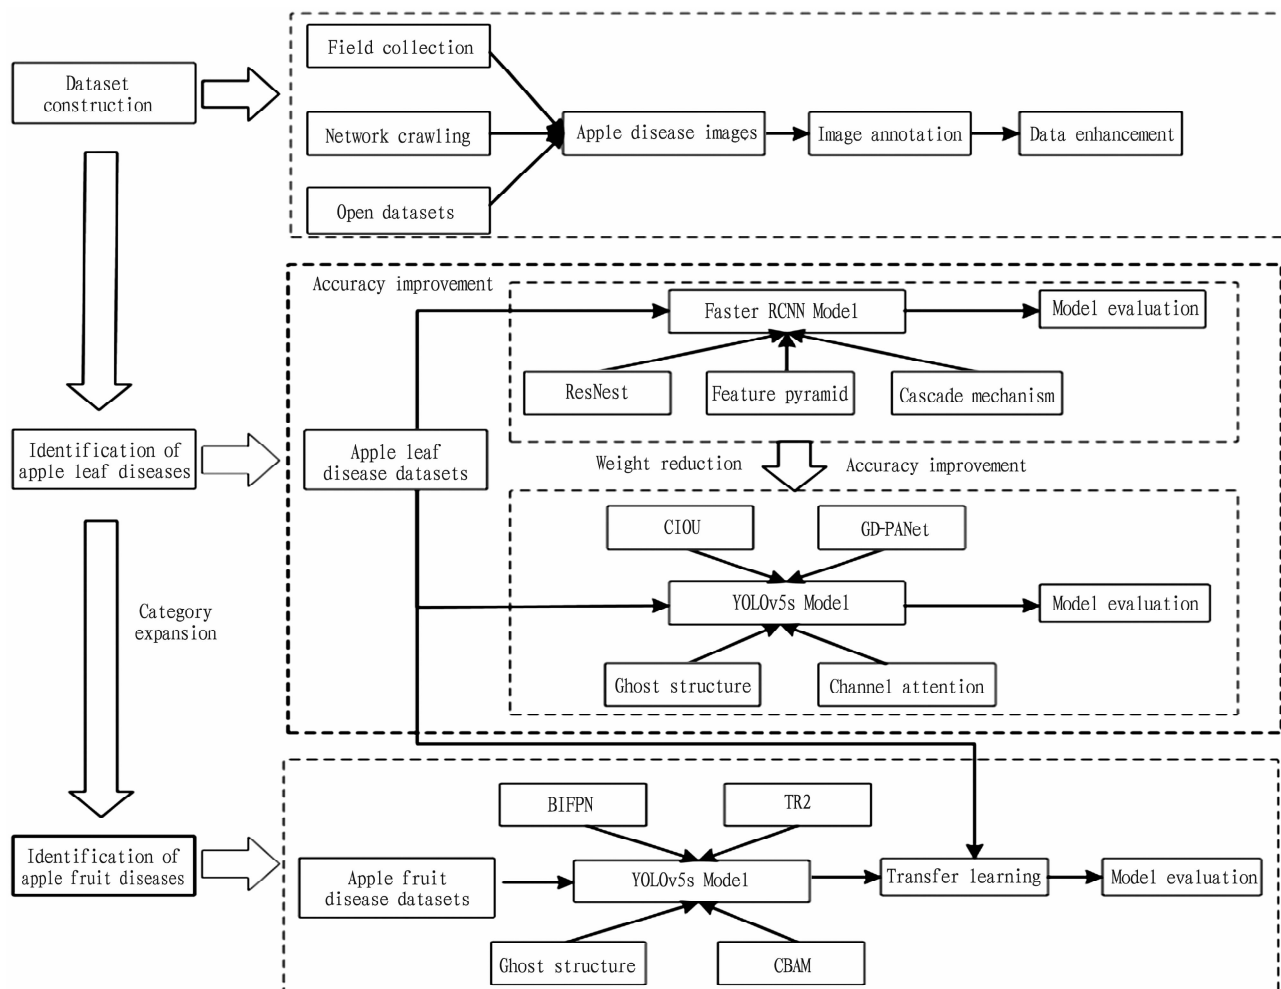 Field collection
Dataset
construction
Network crawling
Apple disease images
Image annotation
Data enhancement
Open datasets
Accuracy improvement
Faster RCNN Model
Model evaluation
ResNest
Feature pyramid
Cascade mechanism
Identification of
apple leaf diseases
Apple leaf
disease datasets
Weight reduction
Accuracy improvement
CIOU
GD-PANet
YOLOv5s Model
Model evaluation
Category
expansion
Ghost structure
Channel attention
BIFPN
TR2
Identification of
apple fruit diseases
Apple fruit
disease datasets
YOLOv5s Model
Transfer learning
Model evaluation
Ghost structure
CBAM